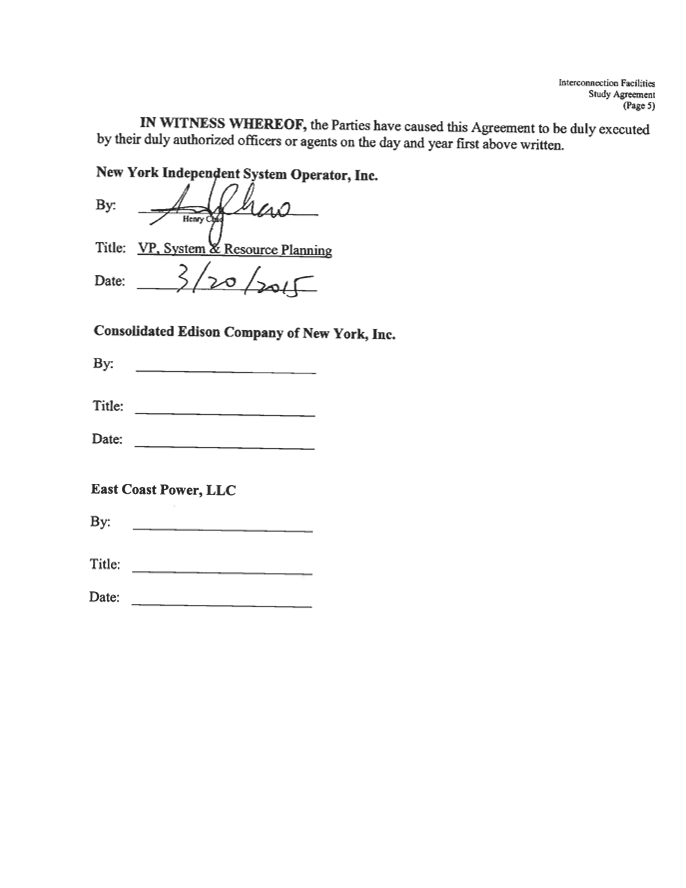 Interconnection Facilities
Study Agreement
(Page 5)
IN WITNESS WHEREOF, the Parties have caused this Agreement to be duly executed
by their duly authorized officers or agents on the day and year first above written.
New York Independent System Operator, Inc.
By:
Henry
Title: VP, System & Resource Planning
Date: 3/20/2015
Consolidated Edison Company of New York, Inc.
By:
Title:
Date:
East Coast Power, LLC
By:
Title:
Date: